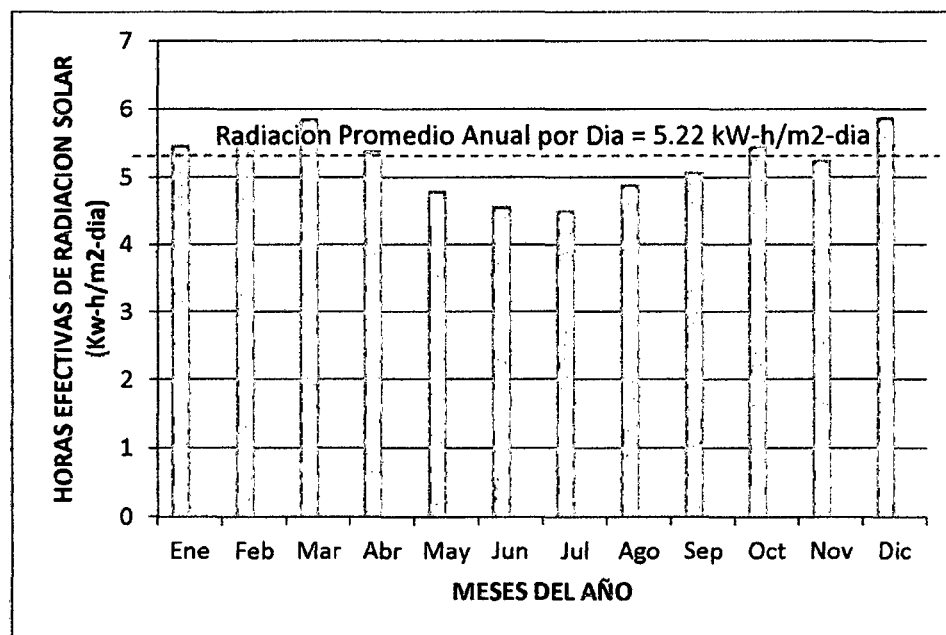 HORAS EFECTIVAS DE RADIACION SOLAR
(Kw-h/m2-dia)
7
6
5
4
3
2
1
0
Radiacion Promedio Anual por Dia = 5.22 kW-h/m2-dia
Ene Feb Mar Abr May Jun Jul Ago Sep Oct Nov Dic
MESES DEL AÑO